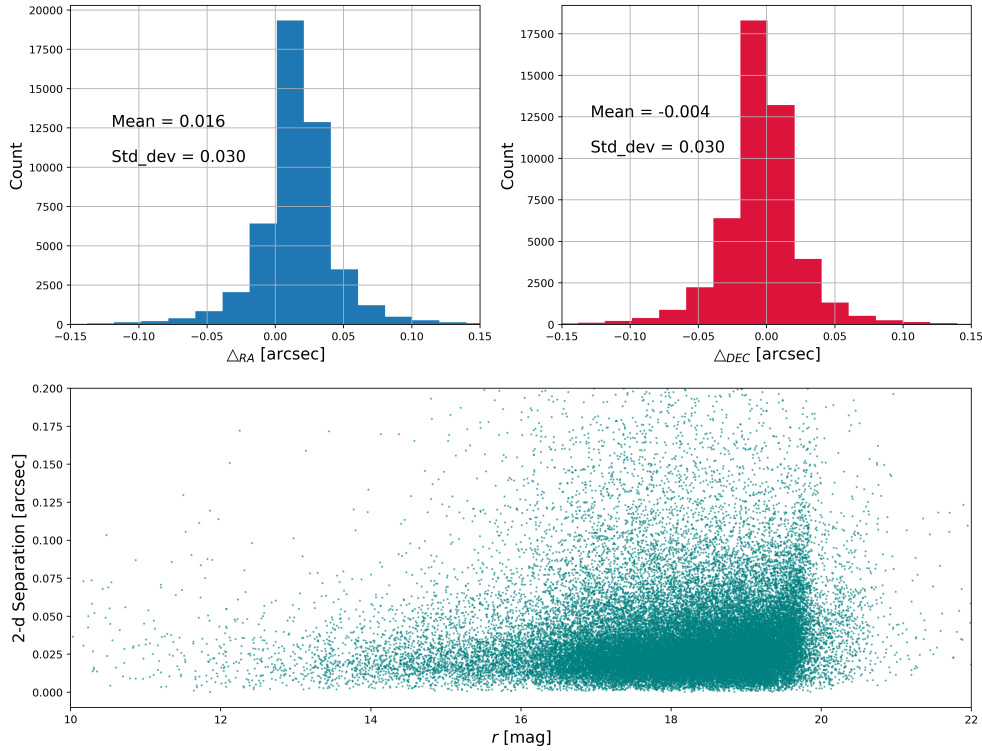 20000
17500
15000
12500
10000
7500
5000
2500
0
Count
Mean = 0.016
Std_dev = 0.030
−0.15 −0.10 −0.05 0.00 0.05 0.10 0.15
△RA [arcsec]
17500
15000
12500
10000
7500
5000
2500
0
Count
Mean = -0.004
Std_dev = 0.030
−0.15 −0.10 −0.05 0.00 0.05 0.10 0.15
△DEC [arcsec]
0.200
0.175
0.150
0.125
0.100
0.075
0.050
0.025
0.000
2-d Separation [arcsec]
10 12 14 16 18 20 22
r [mag]